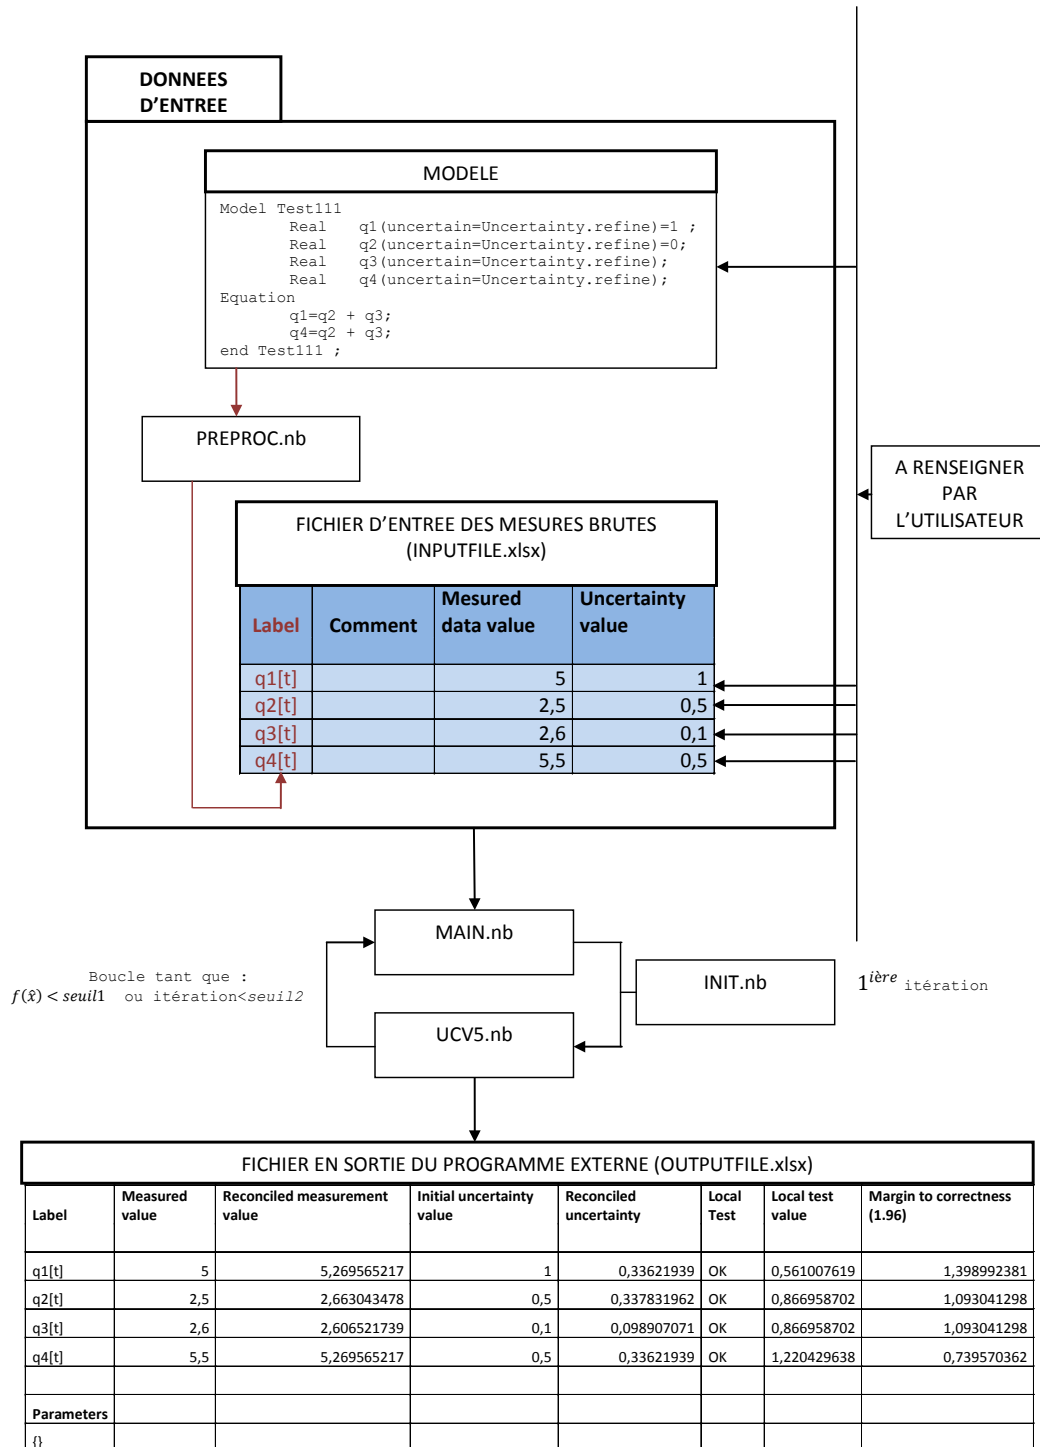 DONNEES
D'ENTREE
MODELE
Model Test111
Real q1(uncertain=Uncertainty.refine)=1 ;
Real q2(uncertain=Uncertainty.refine)=0;
Real q3(uncertain=Uncertainty.refine);
Real q4(uncertain=Uncertainty.refine);
Equation
q1=q2 + q3;
q4=q2 + q3;
end Test111 ;
PREPROC.nb
A RENSEIGNER
PAR
L'UTILISATEUR
FICHIER D'ENTREE DES MESURES BRUTES
(INPUTFILE.xlsx)
Label Comment Mesured data value Uncertainty value
q1[t] 5 1
q2[t] 2,5 0,5
q3[t] 2,6 0,1
q4[t] 5,5 0,5
MAIN.nb
Boucle tant que :
f(x̂) < seuil1 ou itération<seuil2
INIT.nb
1ière itération
UCV5.nb
FICHIER EN SORTIE DU PROGRAMME EXTERNE (OUTPUTFILE.xlsx)
Label Measured value Reconciled measurement value Initial uncertainty value Reconciled uncertainty Local Test Local test value Margin to correctness (1.96)
q1[t] 5 5,269565217 1 0,33621939 OK 0,561007619 1,398992381
q2[t] 2,5 2,663043478 0,5 0,337831962 OK 0,866958702 1,093041298
q3[t] 2,6 2,606521739 0,1 0,098907071 OK 0,866958702 1,093041298
q4[t] 5,5 5,269565217 0,5 0,33621939 OK 1,220429638 0,739570362
Parameters
{}